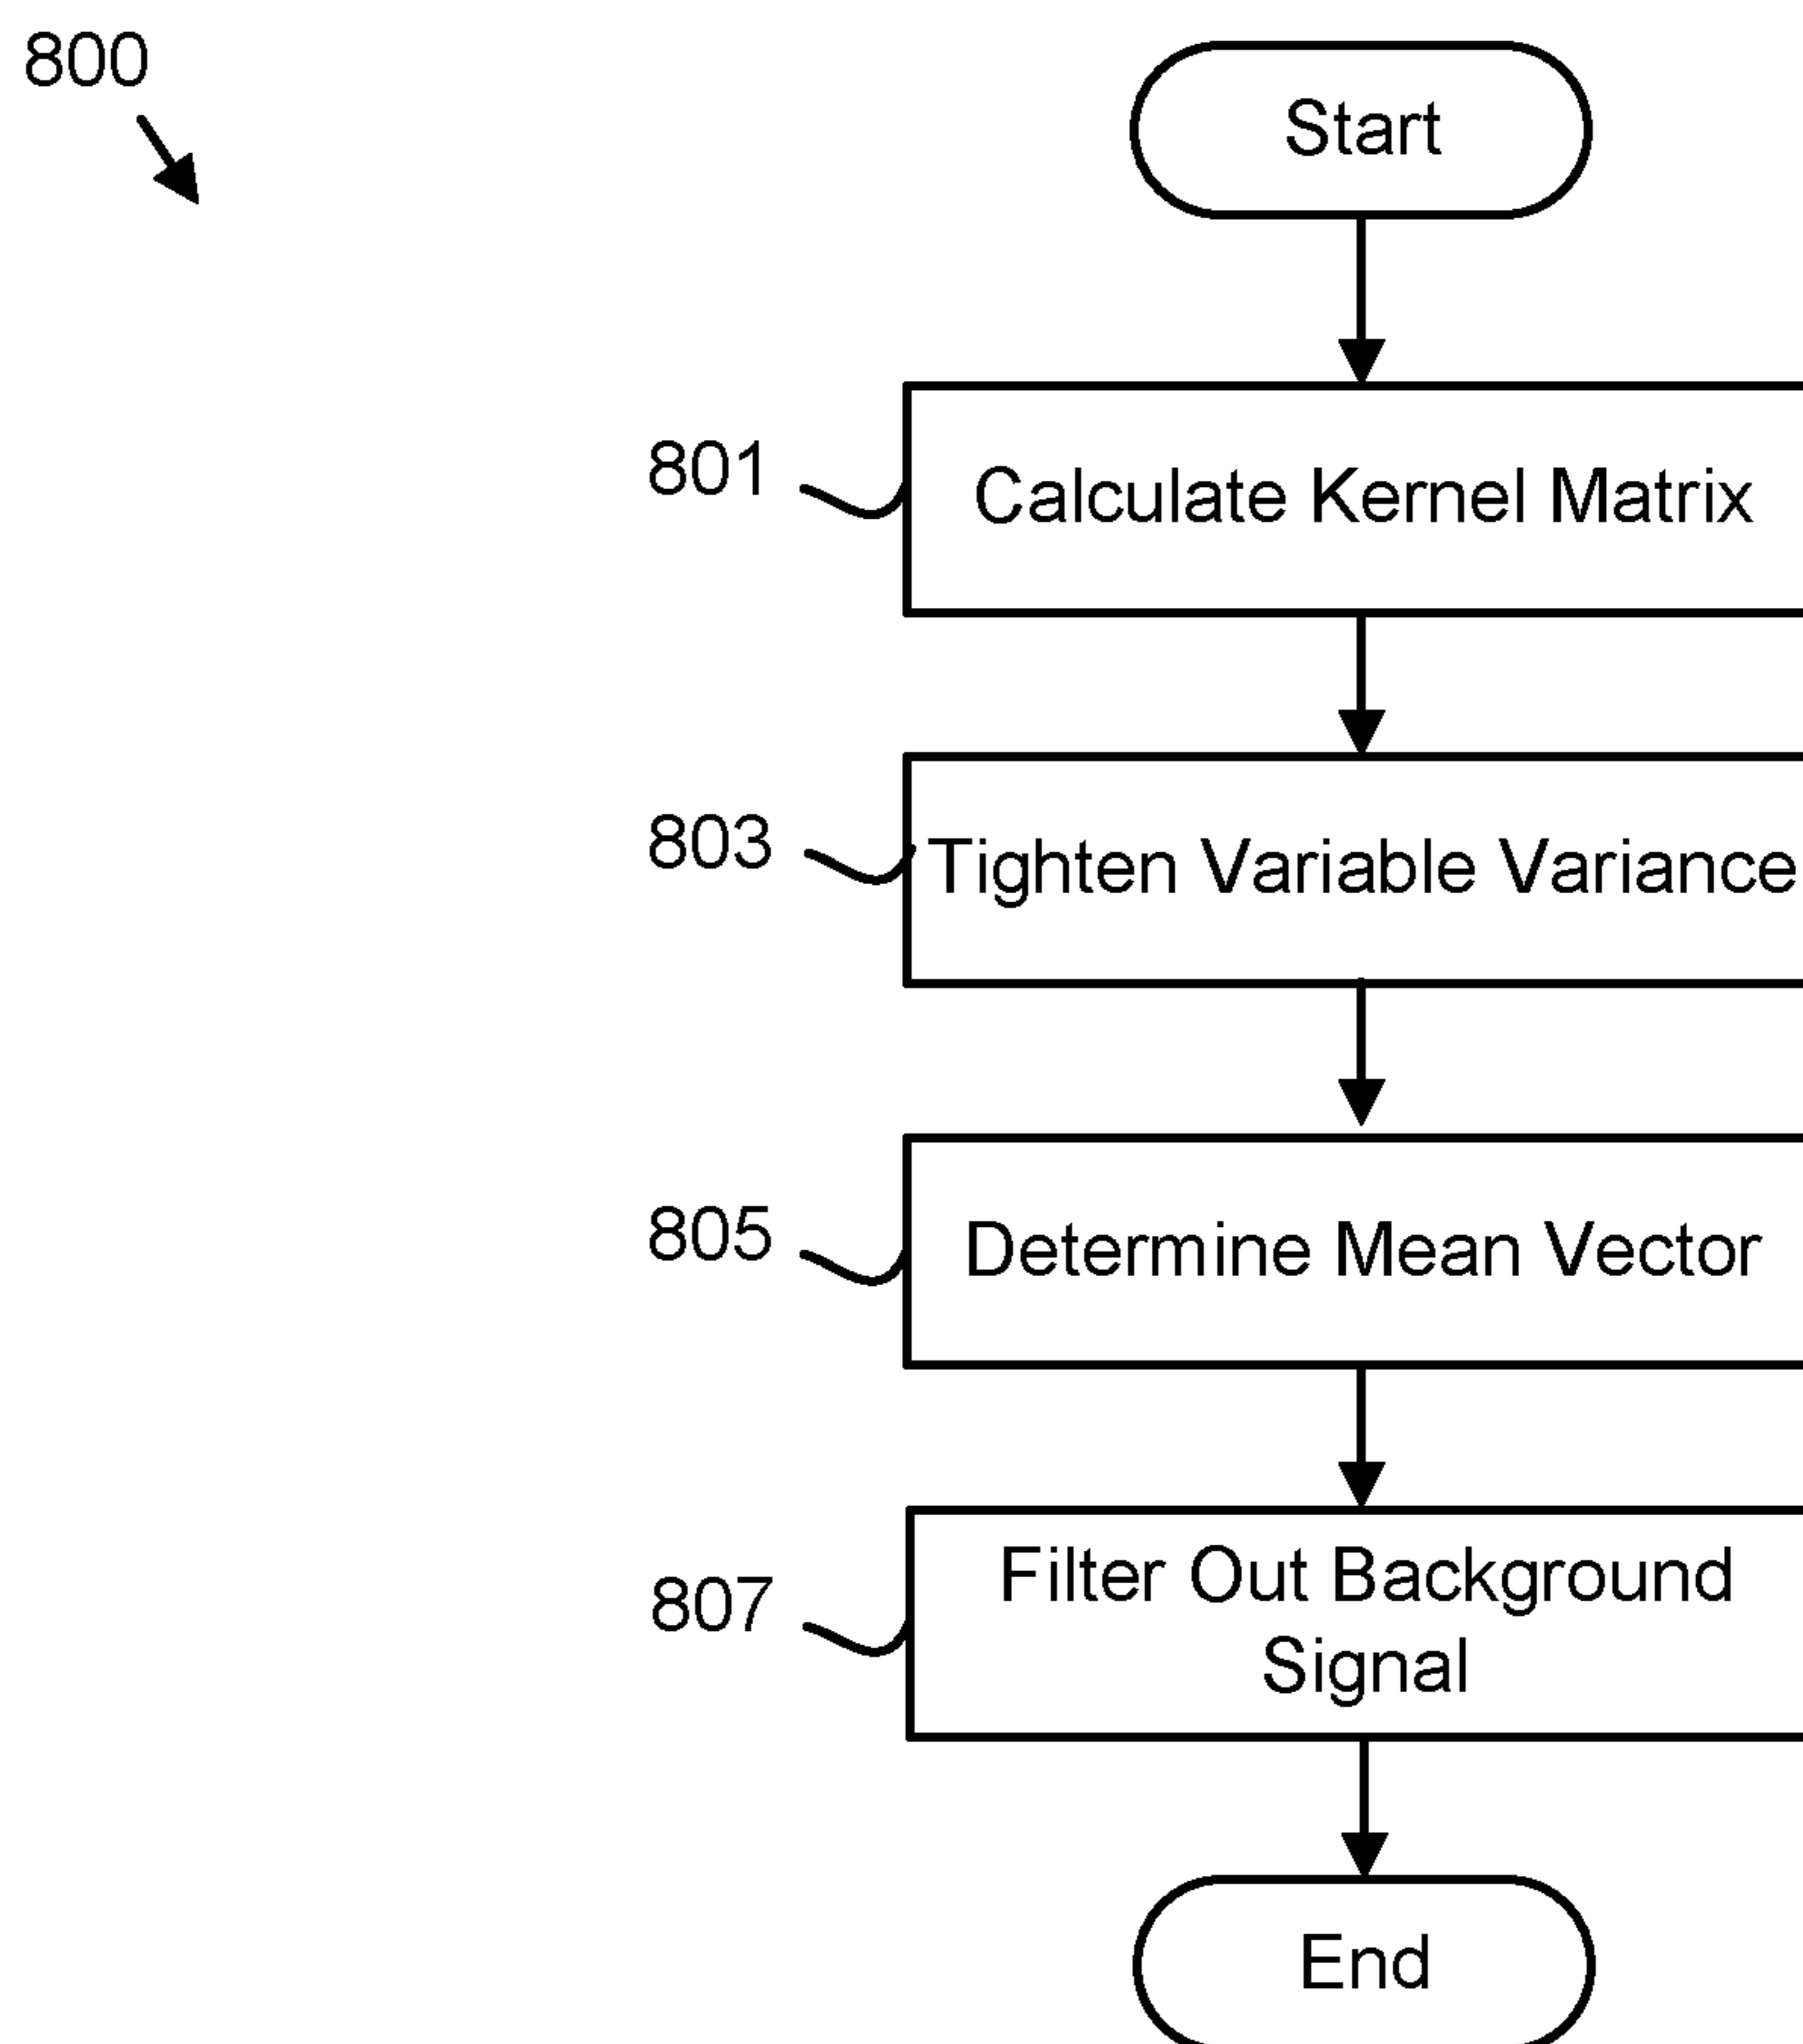 800
Start
801
Calculate Kernel Matrix
803
Tighten Variable Variance
805
Determine Mean Vector
807
Filter Out Background
Signal
End